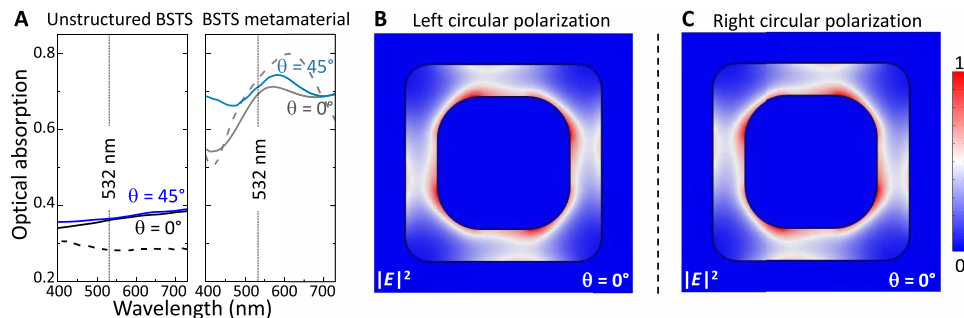 A Unstructured BSTS BSTS metamaterial
B Left circular polarization
C Right circular polarization
Optical absorption
0.8
0.6
0.4
0.2
532 nm
θ = 45°
θ = 0°
400 500 600 700
532 nm
θ = 45°
θ = 0°
400 500 600 700
Wavelength (nm)
|E|²
θ = 0°
|E|²
θ = 0°
1
0